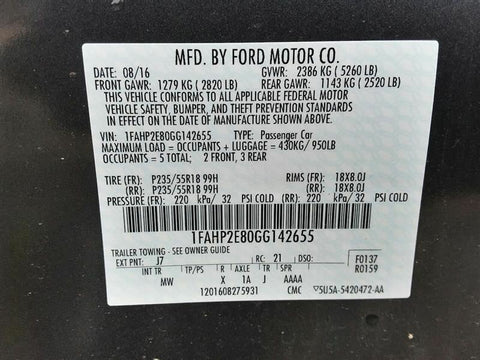 MFD. BY FORD MOTOR CO.
DATE: 08/16 GVWR: 2386 KG ( 5260 LB)
FRONT GAWR: 1279 KG ( 2820 LB) REAR GAWR: 1143 KG ( 2520 LB)
THIS VEHICLE CONFORMS TO ALL APPLICABLE FEDERAL MOTOR
VEHICLE SAFETY, BUMPER, AND THEFT PREVENTION STANDARDS
IN EFFECT ON THE DATE OF MANUFACTURE SHOWN ABOVE.
VIN: 1FAHP2E80GG142655 TYPE: Passenger Car
MAXIMUM LOAD = OCCUPANTS + LUGGAGE = 430KG/ 950LB
OCCUPANTS = 5 TOTAL; 2 FRONT, 3 REAR
TIRE (FR): P235/55R18 99H RIMS (FR): 18X8.0J
(RR): P235/55R18 99H (RR): 18X8.0J
PRESSURE (FR): 220 kPa/ 32 PSI COLD (RR): 220 kPa/ 32 PSI COLD
1FAHP2E80GG142655
TRAILER TOWING - SEE OWNER GUIDE
EXT PNT: J7 RC: 21 DSO: F0137
R0159
INT TR TP/PS R AXLE TR SPR
MW X 1A J AAAA
1201608275931 CMC 5U5A-5420472-AA